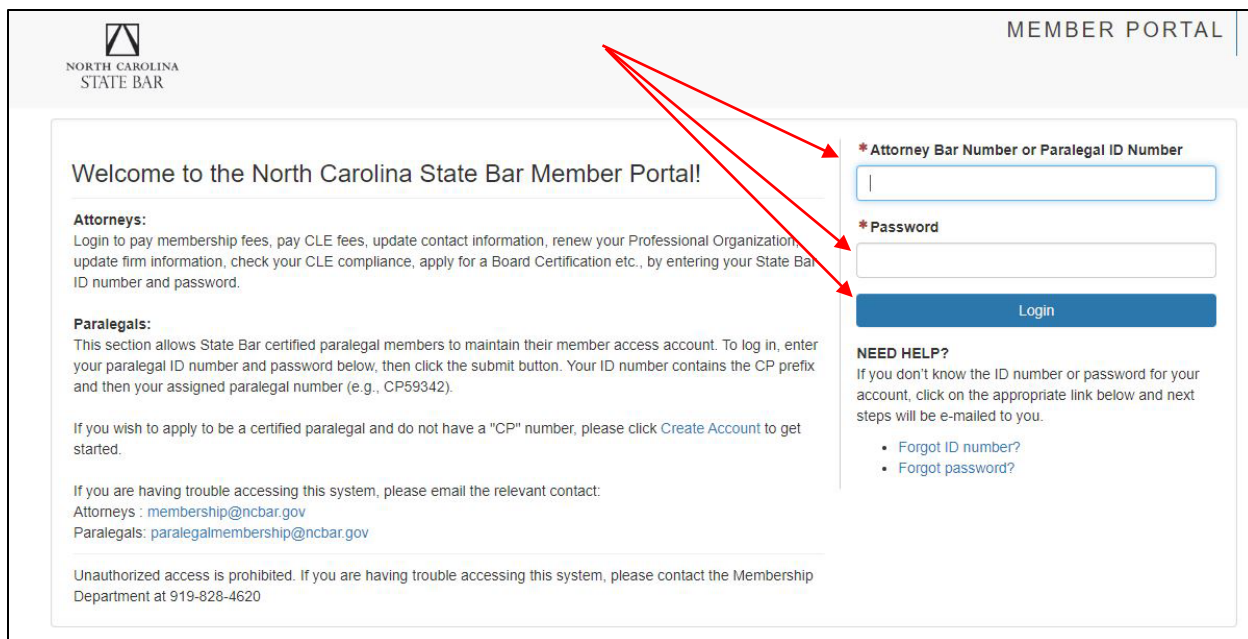 NORTH CAROLINA
STATE BAR
MEMBER PORTAL
Welcome to the North Carolina State Bar Member Portal!
Attorneys:
Login to pay membership fees, pay CLE fees, update contact information, renew your Professional Organization,
update firm information, check your CLE compliance, apply for a Board Certification etc., by entering your State Bar
ID number and password.
Paralegals:
This section allows State Bar certified paralegal members to maintain their member access account. To log in, enter
your paralegal ID number and password below, then click the submit button. Your ID number contains the CP prefix
and then your assigned paralegal number (e.g., CP59342).
If you wish to apply to be a certified paralegal and do not have a "CP" number, please click Create Account to get
started.
If you are having trouble accessing this system, please email the relevant contact:
Attorneys : membership@ncbar.gov
Paralegals: paralegalmembership@ncbar.gov
Unauthorized access is prohibited. If you are having trouble accessing this system, please contact the Membership
Department at 919-828-4620
*Attorney Bar Number or Paralegal ID Number
*Password
Login
NEED HELP?
If you don't know the ID number or password for your
account, click on the appropriate link below and next
steps will be e-mailed to you.
• Forgot ID number?
• Forgot password?